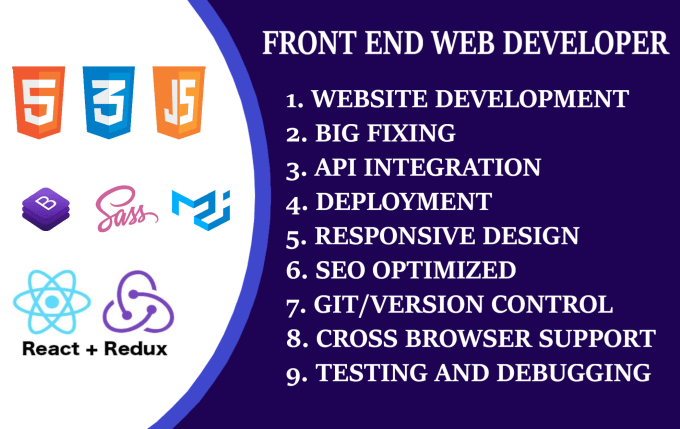 FRONT END WEB DEVELOPER
1. WEBSITE DEVELOPMENT
2. BIG FIXING
3. API INTEGRATION
4. DEPLOYMENT
5. RESPONSIVE DESIGN
6. SEO OPTIMIZED
7. GIT/VERSION CONTROL
8. CROSS BROWSER SUPPORT
9. TESTING AND DEBUGGING
5 3 JS
B Sass
React + Redux